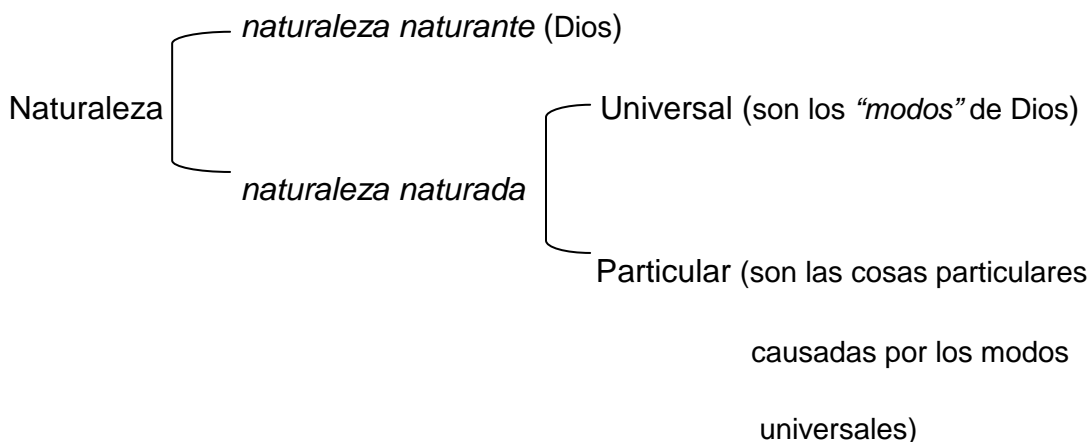 naturaleza naturante (Dios)
Naturaleza
Universal (son los “modos” de Dios)
naturaleza naturada
Particular (son las cosas particulares
causadas por los modos
universales)